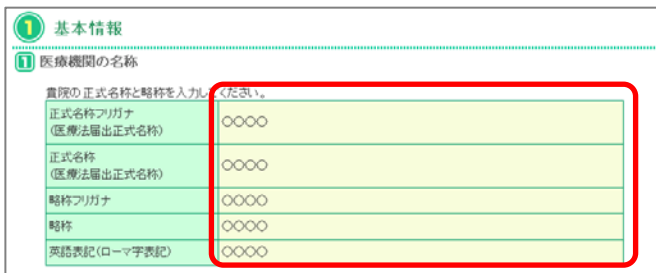 1 基本情報
1 医療機関の名称
貴院の正式名称と略称を入力してください。
正式名称フリガナ
(医療法届出正式名称)
○○○○
正式名称
(医療法届出正式名称)
○○○○
略称フリガナ
○○○○
略称
○○○○
英語表記(ローマ字表記)
○○○○